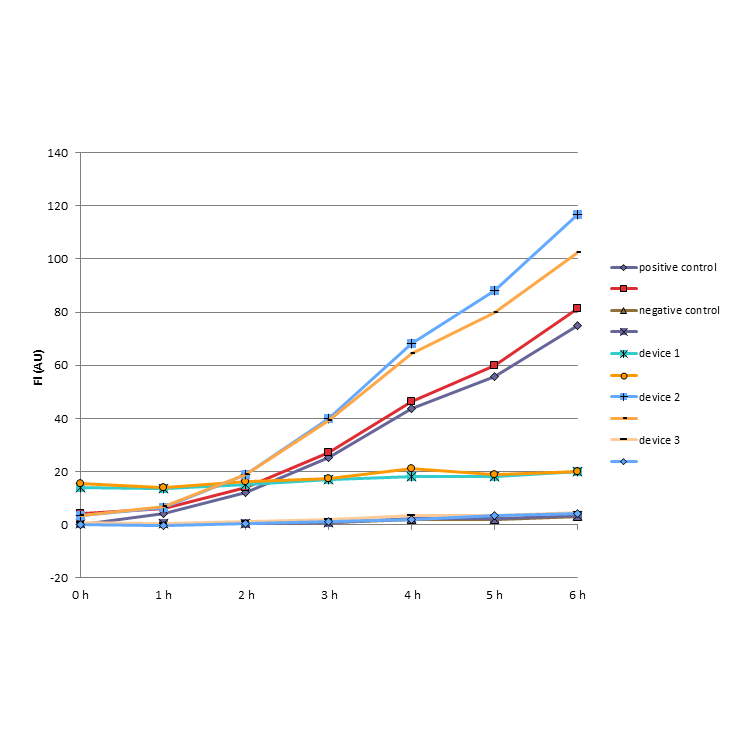 140
120
100
80
60
40
20
0
-20
FI (AU)
0 h 1 h 2 h 3 h 4 h 5 h 6 h
positive control
negative control
device 1
device 2
device 3